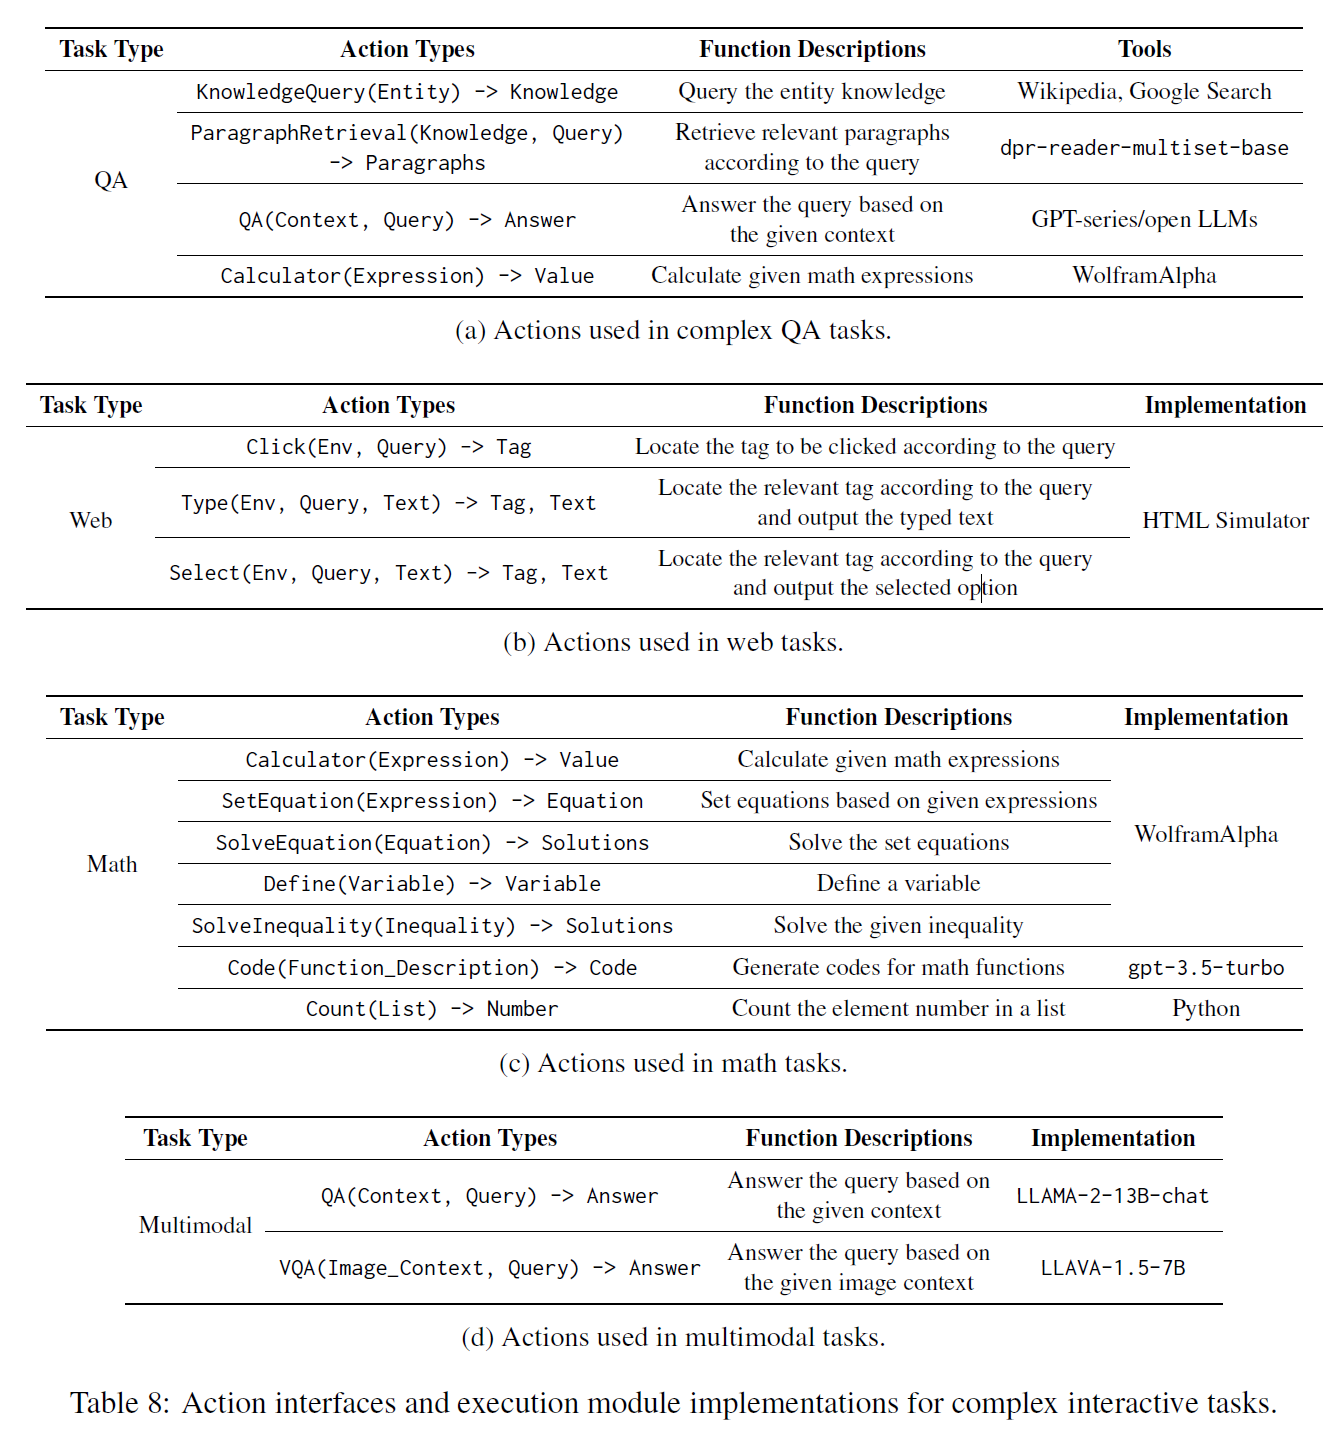 Task Type Action Types Function Descriptions Tools
QA
KnowledgeQuery(Entity) -> Knowledge Query the entity knowledge Wikipedia, Google Search
ParagraphRetrieval(Knowledge, Query)
-> Paragraphs
Retrieve relevant paragraphs
according to the query
dpr-reader-multiset-base
QA(Context, Query) -> Answer
Answer the query based on
the given context
GPT-series/open LLMs
Calculator(Expression) -> Value Calculate given math expressions WolframAlpha
(a) Actions used in complex QA tasks.
Task Type Action Types Function Descriptions Implementation
Web
Click(Env, Query) -> Tag Locate the tag to be clicked according to the query
Type(Env, Query, Text) -> Tag, Text
Locate the relevant tag according to the query
and output the typed text
HTML Simulator
Select(Env, Query, Text) -> Tag, Text
Locate the relevant tag according to the query
and output the selected option
(b) Actions used in web tasks.
Task Type Action Types Function Descriptions Implementation
Math
Calculator(Expression) -> Value Calculate given math expressions
SetEquation(Expression) -> Equation Set equations based on given expressions
SolveEquation(Equation) -> Solutions Solve the set equations
WolframAlpha
Define(Variable) -> Variable Define a variable
SolveInequality(Inequality) -> Solutions Solve the given inequality
Code(Function_Description) -> Code Generate codes for math functions gpt-3.5-turbo
Count(List) -> Number Count the element number in a list Python
(c) Actions used in math tasks.
Task Type Action Types Function Descriptions Implementation
Multimodal
QA(Context, Query) -> Answer
Answer the query based on
the given context
LLAMA-2-13B-chat
VQA(Image_Context, Query) -> Answer
Answer the query based on
the given image context
LLAVA-1.5-7B
(d) Actions used in multimodal tasks.
Table 8: Action interfaces and execution module implementations for complex interactive tasks.